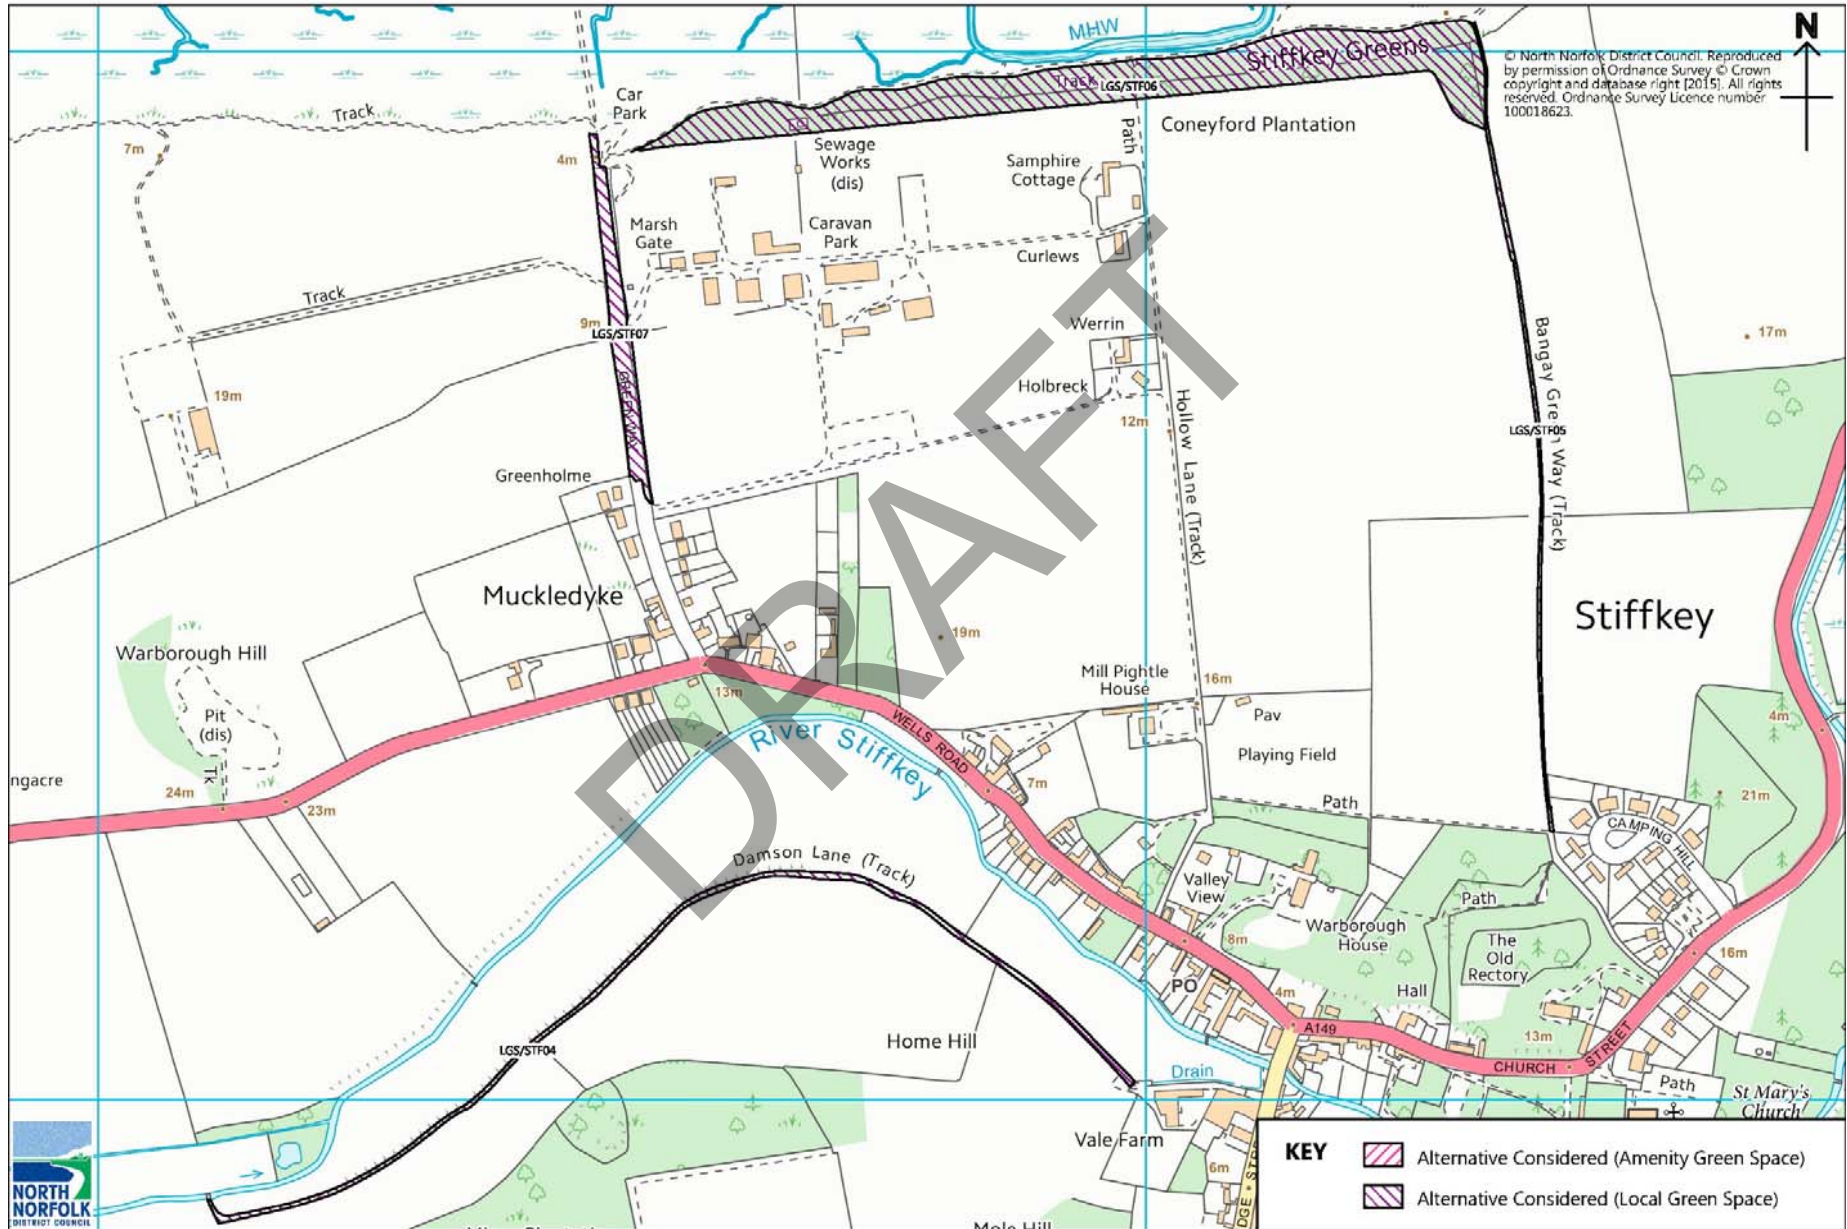 MHW
N
Stiffkey Greens
Track
LGS/STF06
© North Norfolk District Council. Reproduced
by permission of Ordnance Survey © Crown
copyright and database right [2015]. All rights
reserved. Ordnance Survey Licence number
100018623.
Car
Park
Track
7m
4m
Path
Coneyford Plantation
Sewage
Works
(dis)
Samphire
Cottage
Marsh
Gate
Caravan
Park
Curlews
Track
9m
LGS/STF07
Werrin
17m
Bangay Green Way (Track)
LGS/STF05
Holbreck
19m
12m
Hollow Lane (Track)
Greenholme
Muckledyke
Stiffkey
19m
Warborough Hill
Mill Pightle
House
16m
13m
Pit
(dis)
Tk
Pav
4m
River Stiffkey
WELLS ROAD
Playing Field
ngacre
24m
23m
7m
Path
21m
CAMPING HILL
Damson Lane (Track)
Valley
View
Path
Warborough
House
8m
The
Old
Rectory
16m
PO
4m
Hall
A149
13m
LGS/STF04
Home Hill
CHURCH STREET
Drain
Path
St Mary's
Church
Vale Farm
6m
DGE STR
KEY
Alternative Considered (Amenity Green Space)
Alternative Considered (Local Green Space)
NORTH
NORFOLK
DISTRICT COUNCIL
Mole Hill
DRAFT